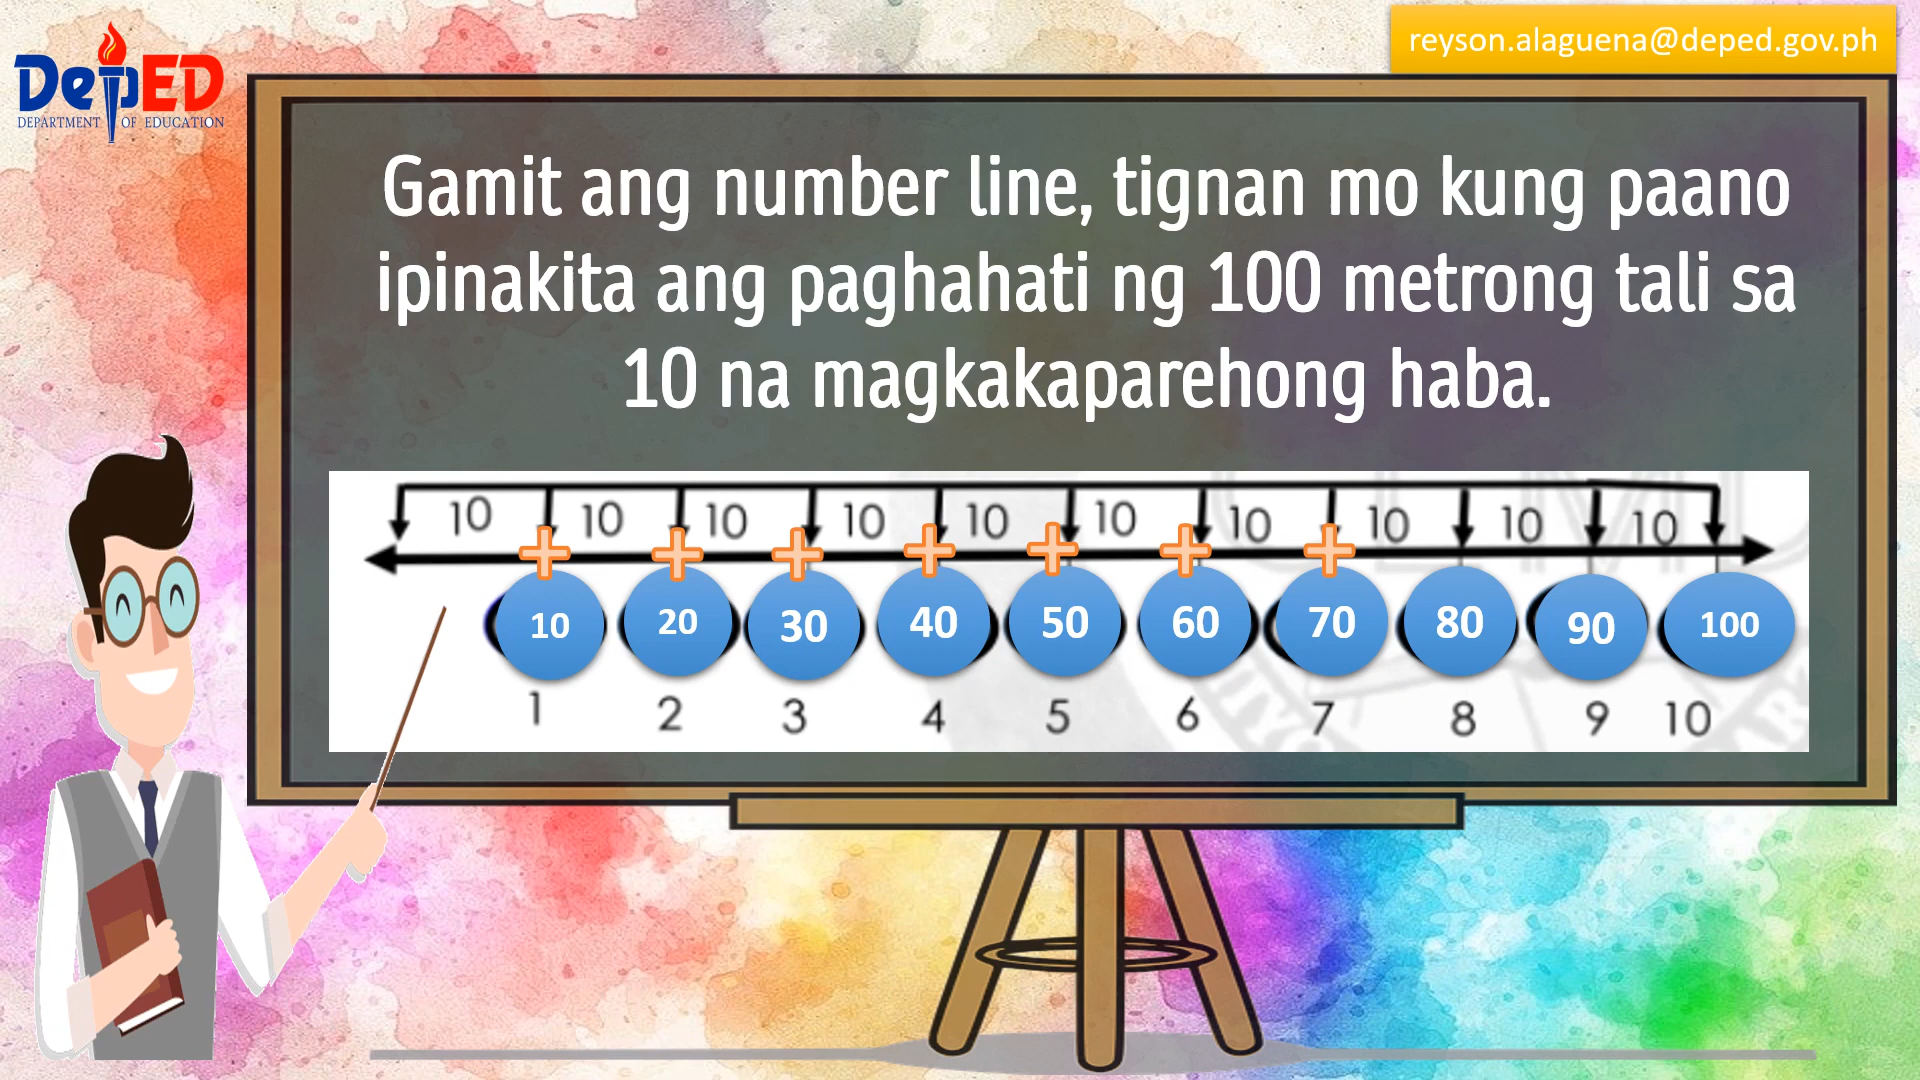 reyson.alaguena@deped.gov.ph
DepED
DEPARTMENT OF EDUCATION
Gamit ang number line, tignan mo kung paano
ipinakita ang paghahati ng 100 metrong tali sa
10 na magkakaparehong haba.
10 10 10 10 10 10 10 10 10 10
10 20 30 40 50 60 70 80 90 100
1 2 3 4 5 6 7 8 9 10